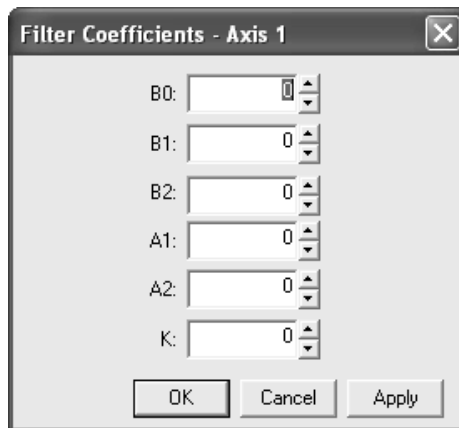 Filter Coefficients - Axis 1
B0: 0
B1: 0
B2: 0
A1: 0
A2: 0
K: 0
OK Cancel Apply